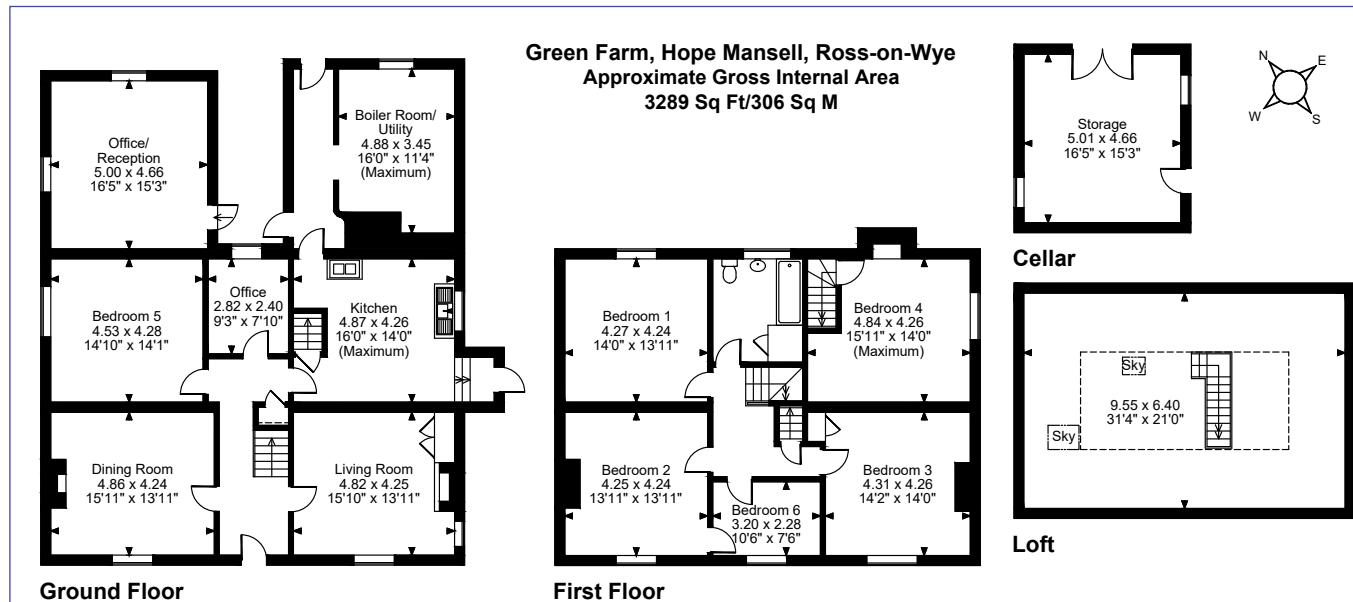 Green Farm, Hope Mansell, Ross-on-Wye
Approximate Gross Internal Area
3289 Sq Ft/306 Sq M
Office/
Reception
5.00 x 4.66
16'5" x 15'3"
Boiler Room/
Utility
4.88 x 3.45
16'0" x 11'4"
(Maximum)
Bedroom 5
4.53 x 4.28
14'10" x 14'1"
Office
2.82 x 2.40
9'3" x 7'10"
Kitchen
4.87 x 4.26
16'0" x 14'0"
(Maximum)
Dining Room
4.86 x 4.24
15'11" x 13'11"
Living Room
4.82 x 4.25
15'10" x 13'11"
Ground Floor
Bedroom 1
4.27 x 4.24
14'0" x 13'11"
Bedroom 4
4.84 x 4.26
15'11" x 14'0"
(Maximum)
Bedroom 2
4.25 x 4.24
13'11" x 13'11"
Bedroom 6
3.20 x 2.28
10'6" x 7'6"
Bedroom 3
4.31 x 4.26
14'2" x 14'0"
First Floor
Storage
5.01 x 4.66
16'5" x 15'3"
Cellar
N
E
W
S
Sky
Sky
9.55 x 6.40
31'4" x 21'0"
Loft